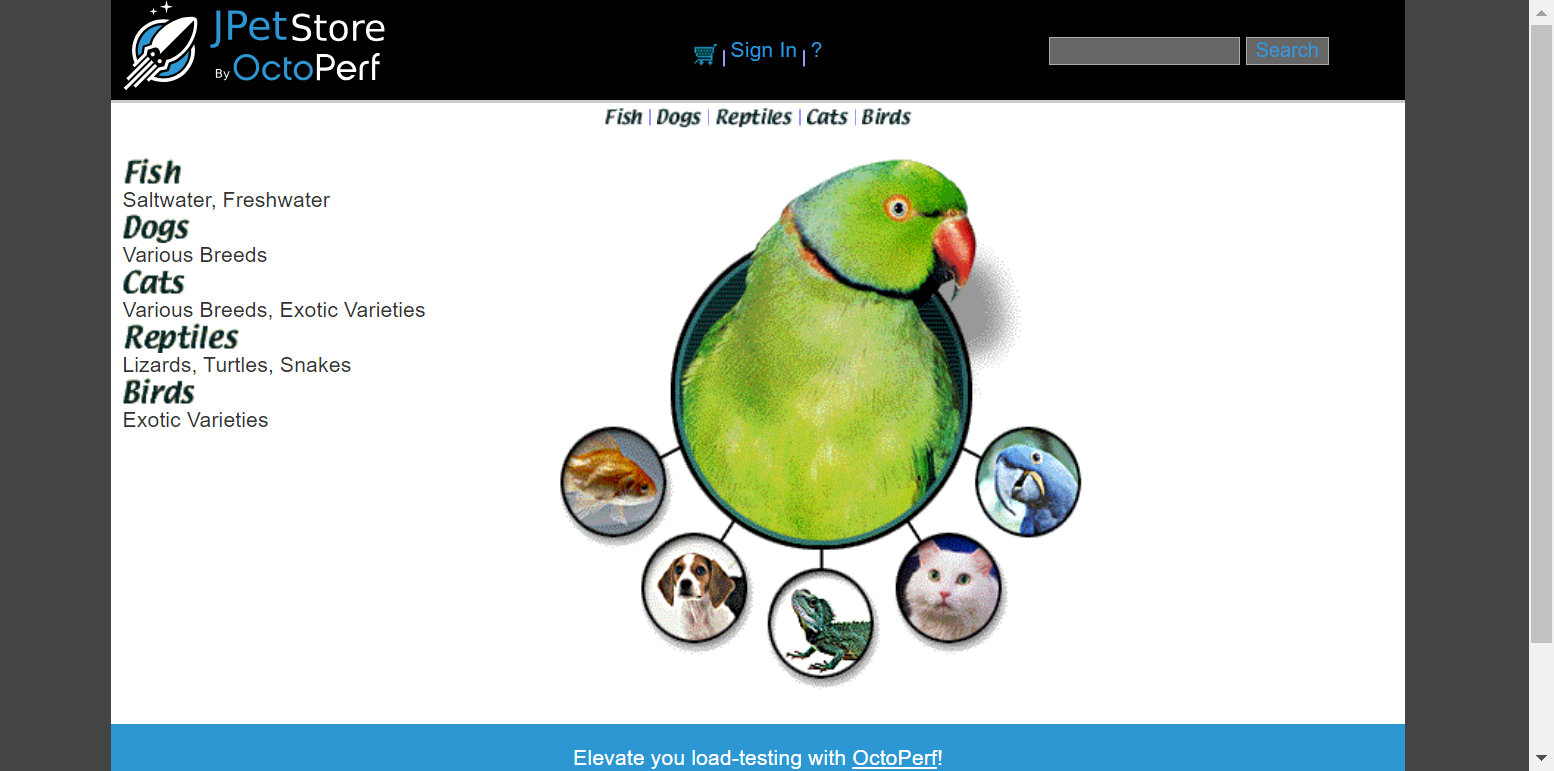 JPetStore
By OctoPerf
Sign In ?
Search
Fish Dogs Reptiles Cats Birds
Fish
Saltwater, Freshwater
Dogs
Various Breeds
Cats
Various Breeds, Exotic Varieties
Reptiles
Lizards, Turtles, Snakes
Birds
Exotic Varieties
Elevate you load-testing with OctoPerf!